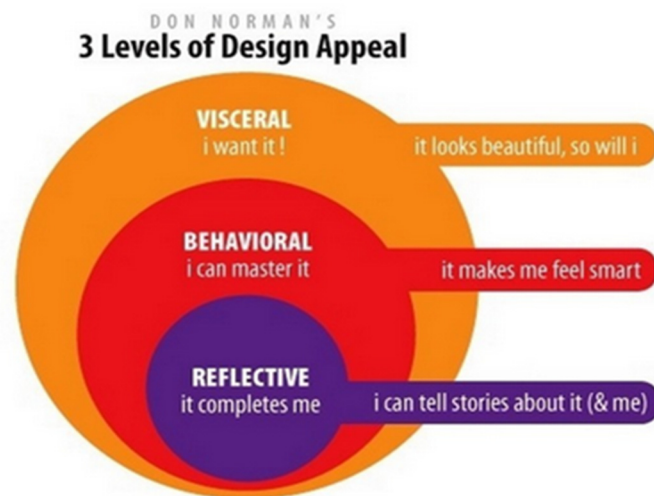 DON NORMAN'S
3 Levels of Design Appeal
VISCERAL
i want it !
it looks beautiful, so will i
BEHAVIORAL
i can master it
it makes me feel smart
REFLECTIVE
it completes me
i can tell stories about it (& me)